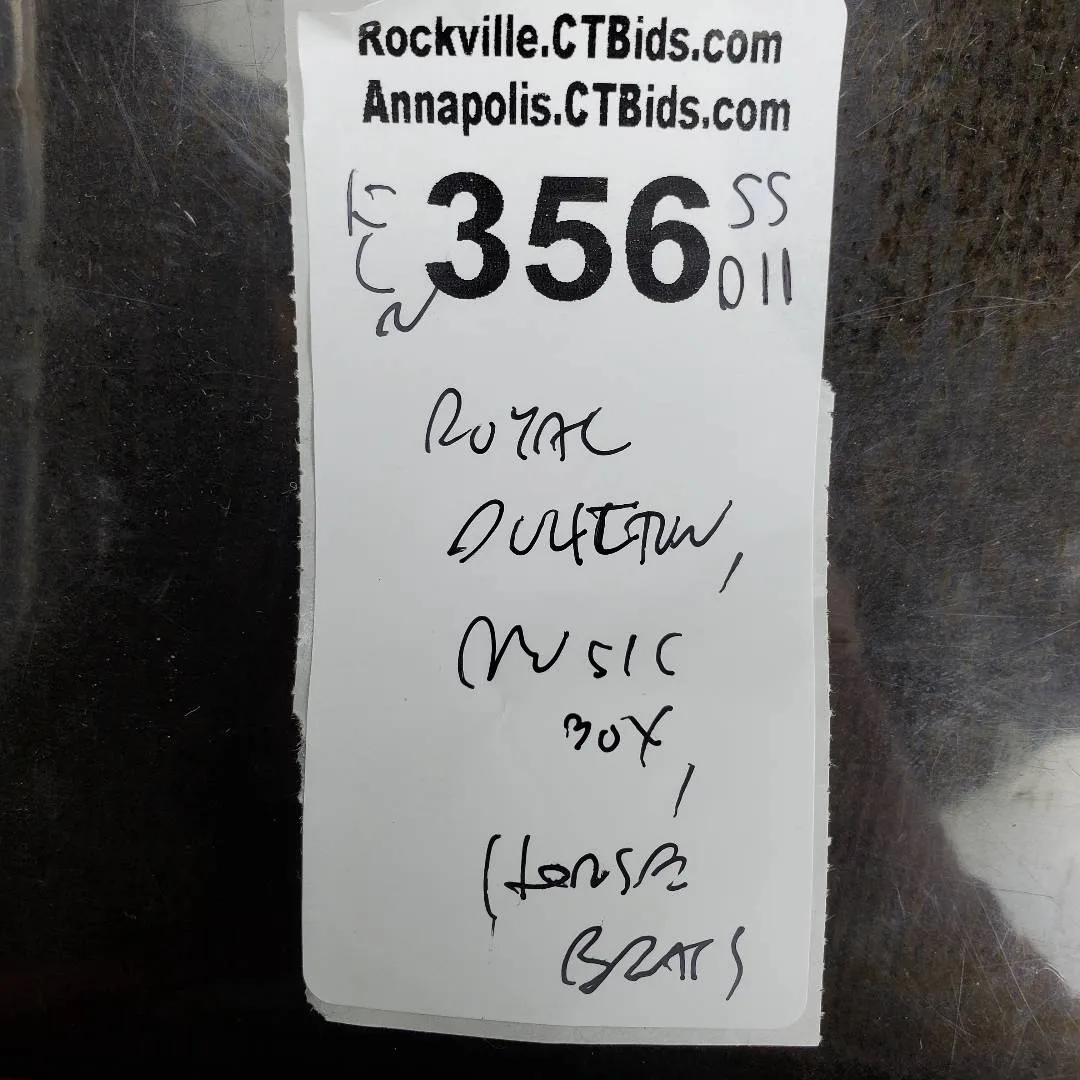 Rockville.CTBids.com
Annapolis.CTBids.com
356 SS
011
ROYAL
DOULTON,
MUSIC
BOX,
HORSE